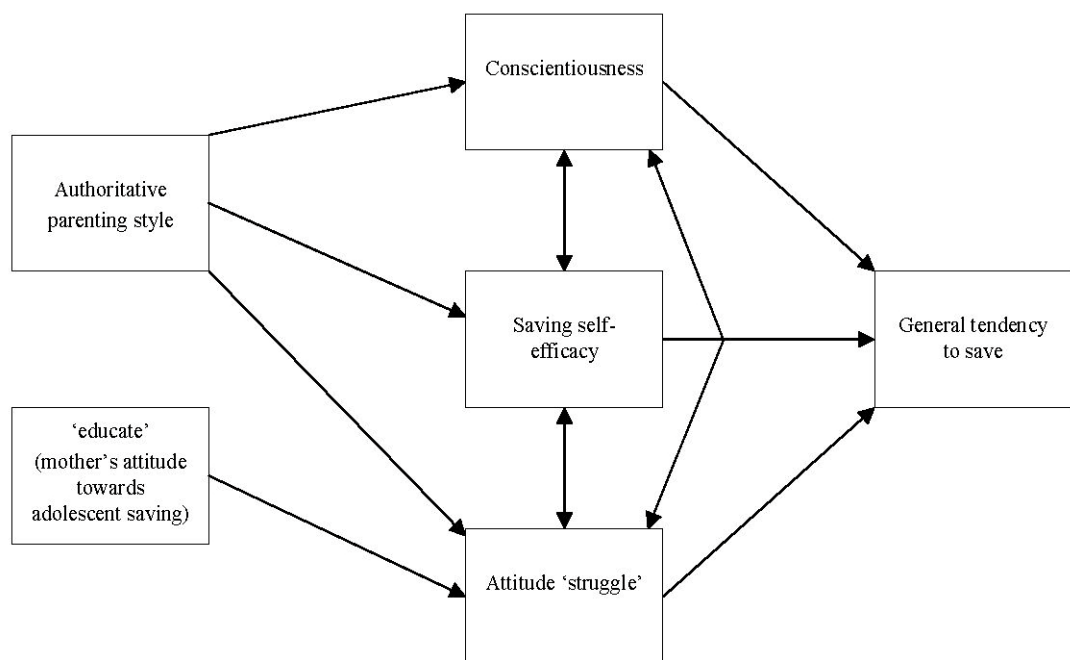 Conscientiousness
Authoritative
parenting style
Saving self-
efficacy
General tendency
to save
‘educate’
(mother’s attitude
towards
adolescent saving)
Attitude ‘struggle’